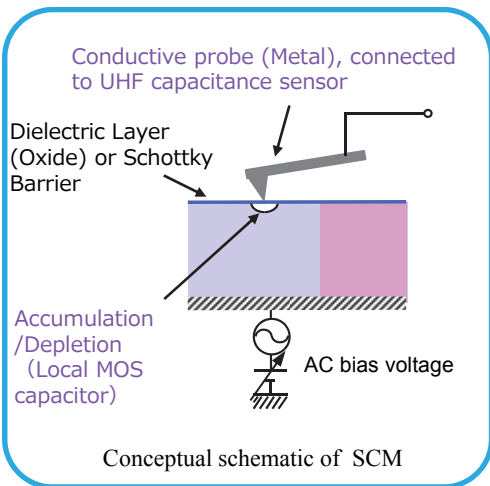 Conductive probe (Metal), connected
to UHF capacitance sensor
Dielectric Layer
(Oxide) or Schottky
Barrier
Accumulation
/Depletion
（Local MOS
capacitor）
AC bias voltage
Conceptual schematic of SCM